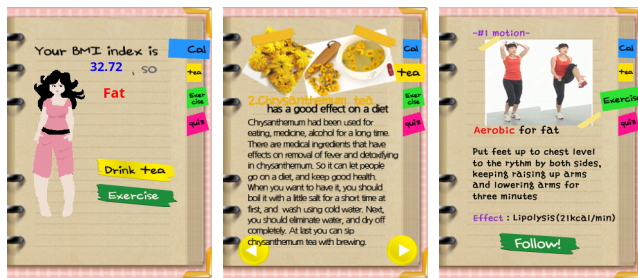 Your BMI index is
32.72 , so
Fat
Drink tea
Exercise
Cal
tea
Exer
cise
quiz
2.Chrysanthemum tea
has a good effect on a diet
Chrysanthemum had been used for
eating, medicine, alcohol for a long time.
There are medical ingredients that have
effects on removal of fever and detoxifying
in chrysanthemum. So it can let people
go on a diet, and keep good health.
When you want to have it, you should
boil it with a little salt for a short time at
first, and wash using cold water. Next,
you should eliminate water, and dry off
completely. At last you can sip
chrysanthemum tea with brewing.
Cal
tea
Exer
cise
quiz
-#1 motion-
Aerobic for fat
Put feet up to chest level
to the rythm by both sides,
keeping raising up arms
and lowering arms for
three minutes
Effect : Lipolysis(21kcal/min)
Follow!
Cal
tea
Exercise
quiz